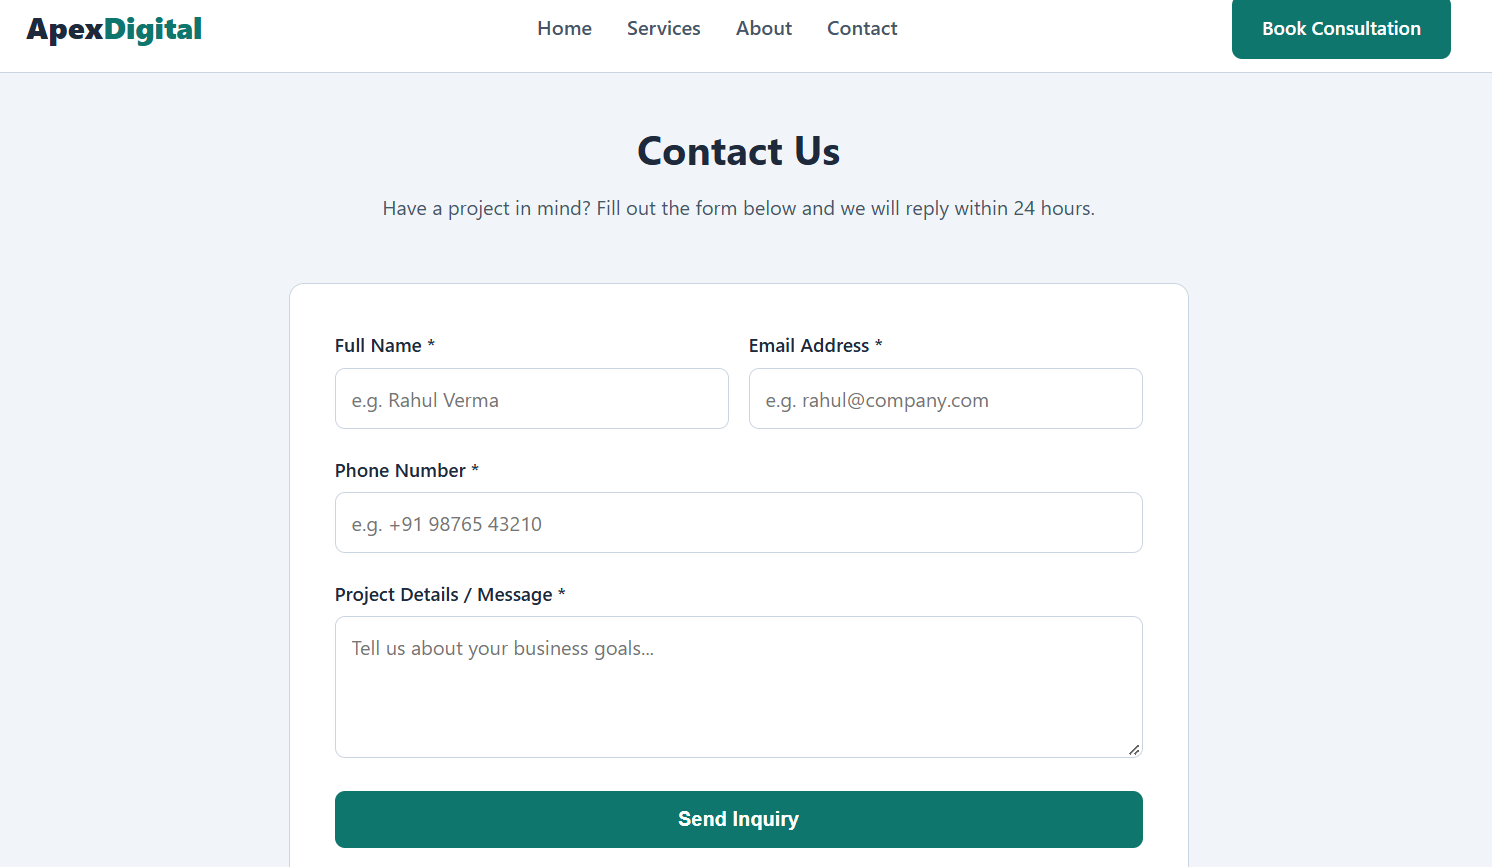 ApexDigital
Home Services About Contact
Book Consultation
Contact Us
Have a project in mind? Fill out the form below and we will reply within 24 hours.
Full Name *
Email Address *
e.g. Rahul Verma
e.g. rahul@company.com
Phone Number *
e.g. +91 98765 43210
Project Details / Message *
Tell us about your business goals...
Send Inquiry